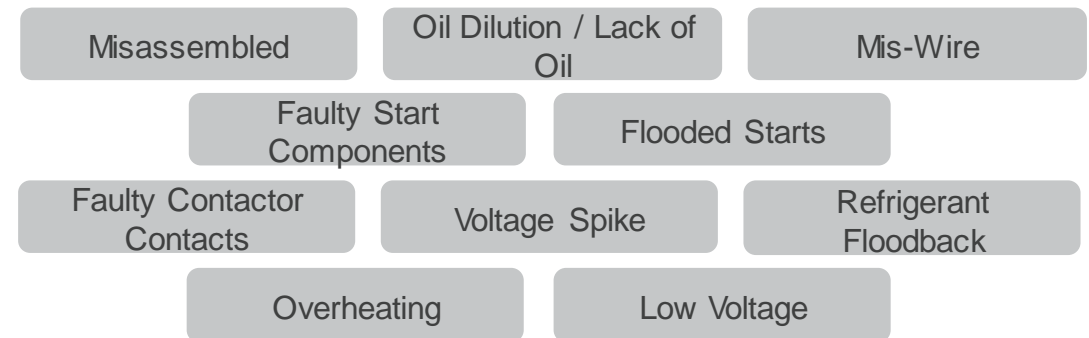 Misassembled
Oil Dilution / Lack of
Oil
Mis-Wire
Faulty Start
Components
Flooded Starts
Faulty Contactor
Contacts
Voltage Spike
Refrigerant
Floodback
Overheating
Low Voltage